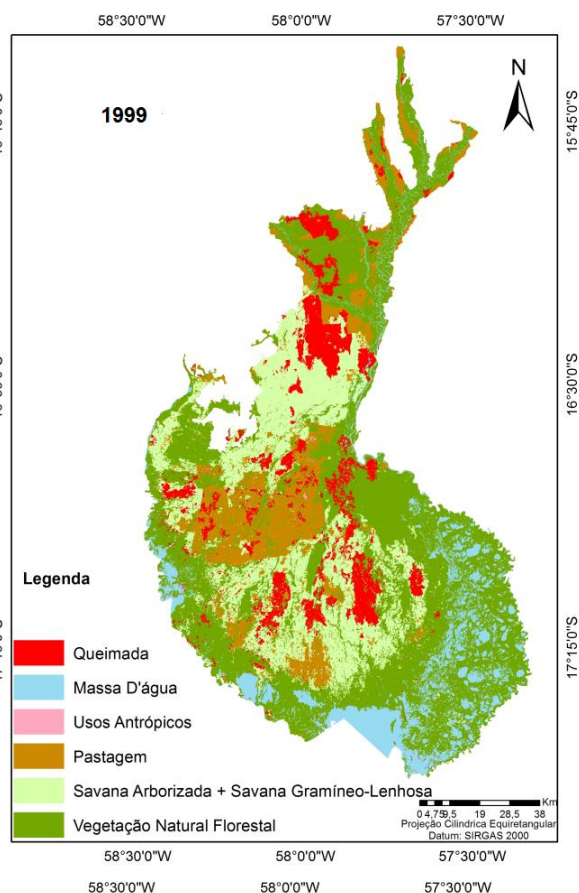 58°30'0"W 58°0'0"W 57°30'0"W
N
1999
15°45'0"S
16°30'0"S
17°15'0"S
Legenda
Queimada
Massa D'água
Usos Antrópicos
Pastagem
Savana Arborizada + Savana Gramíneo-Lenhosa
Vegetação Natural Florestal
Km
0 4,75 9,5 19 28,5 38
Projeção Cilindrica Equiretangular
Datum: SIRGAS 2000
58°30'0"W 58°0'0"W 57°30'0"W
58°30'0"W 58°0'0"W 57°30'0"W